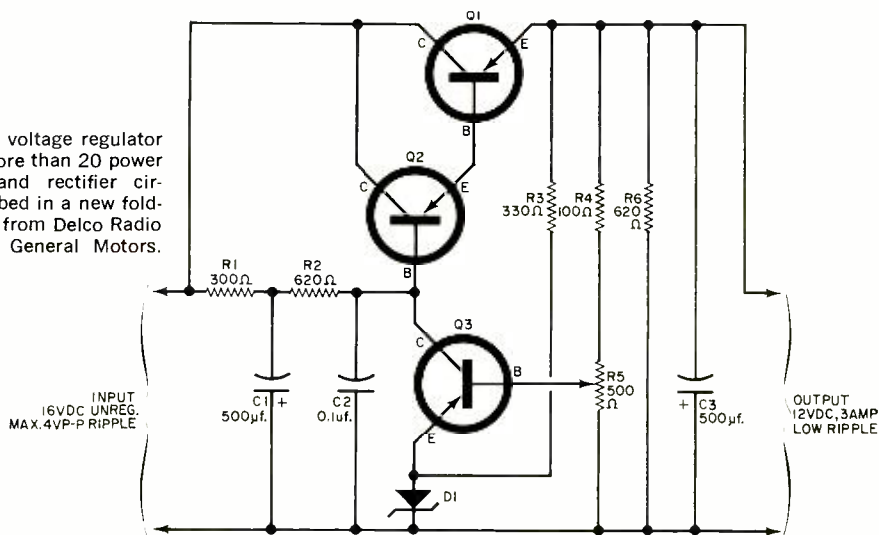 voltage regulator
ore than 20 power
and rectifier cir-
bed in a new fold-
from Delco Radio
General Motors.
Q1
C
E
B
Q2
C
E
B
R3
330Ω
R4
100Ω
R6
620
Ω
R1
300Ω
R2
620Ω
Q3
C
B
E
R5
500
Ω
INPUT
16VDC UNREG.
MAX.4VP-P RIPPLE
C1
+
500µf.
C2
0.1uf.
D1
+
C3
500µf.
OUTPUT
12VDC,3AMP
LOW RIPPLE